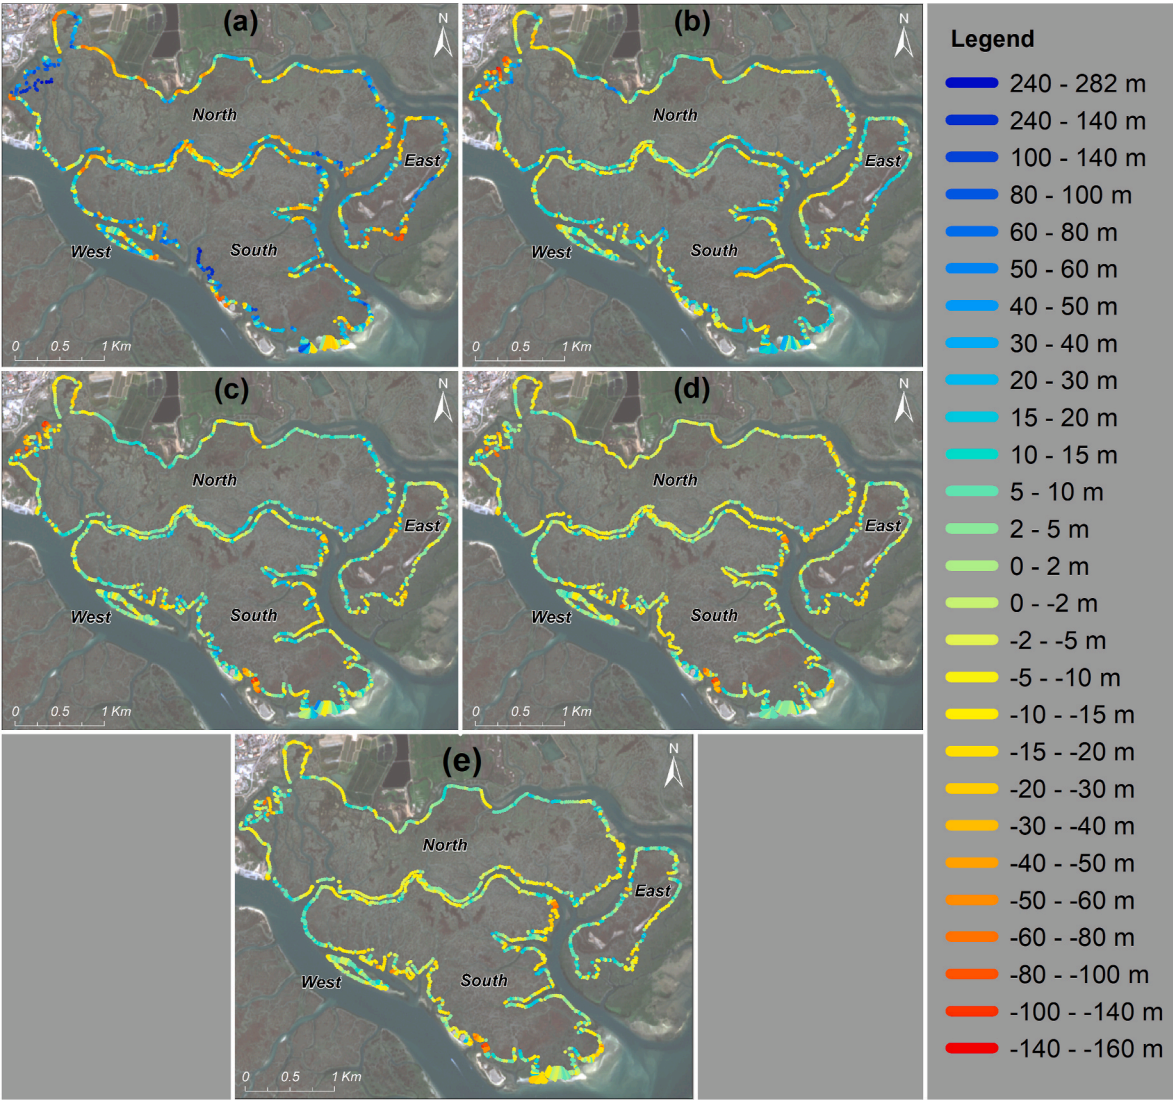 (a)
N
North
East
West
South
0 0.5 1 Km
(b)
N
North
East
West
South
0 0.5 1 Km
(c)
N
North
East
West
South
0 0.5 1 Km
(d)
N
North
East
West
South
0 0.5 1 Km
(e)
N
North
East
West
South
0 0.5 1 Km
Legend
240 - 282 m
240 - 140 m
100 - 140 m
80 - 100 m
60 - 80 m
50 - 60 m
40 - 50 m
30 - 40 m
20 - 30 m
15 - 20 m
10 - 15 m
5 - 10 m
2 - 5 m
0 - 2 m
0 - -2 m
-2 - -5 m
-5 - -10 m
-10 - -15 m
-15 - -20 m
-20 - -30 m
-30 - -40 m
-40 - -50 m
-50 - -60 m
-60 - -80 m
-80 - -100 m
-100 - -140 m
-140 - -160 m